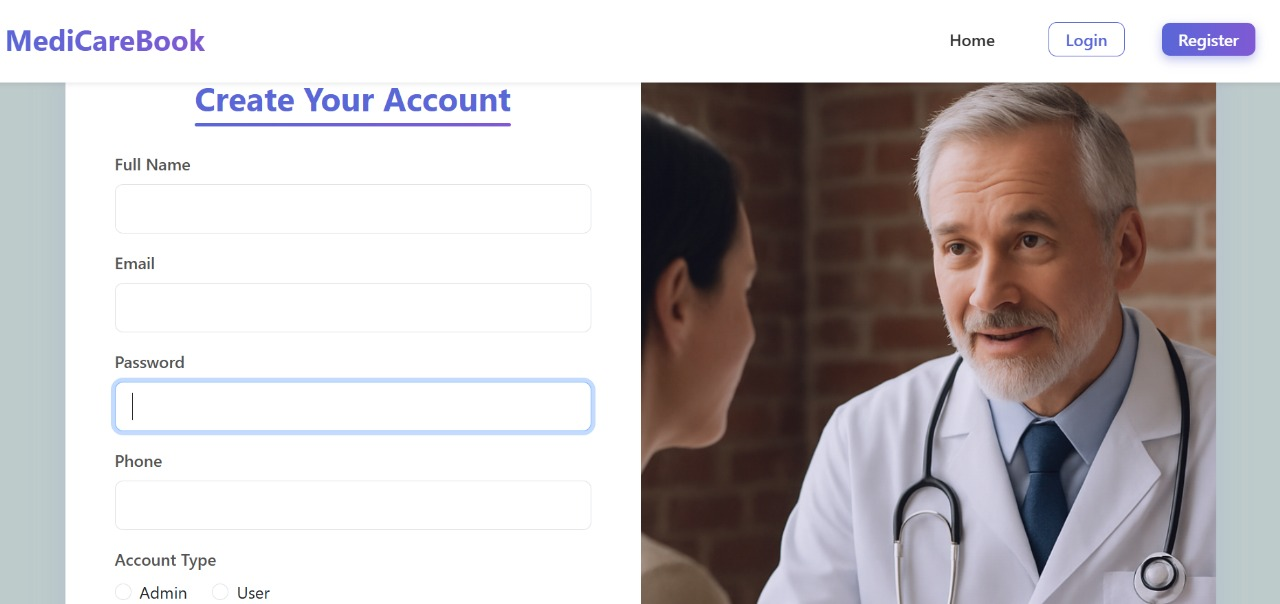 MediCareBook
Home
Login
Register
Create Your Account
Full Name
Email
Password
Phone
Account Type
Admin
User